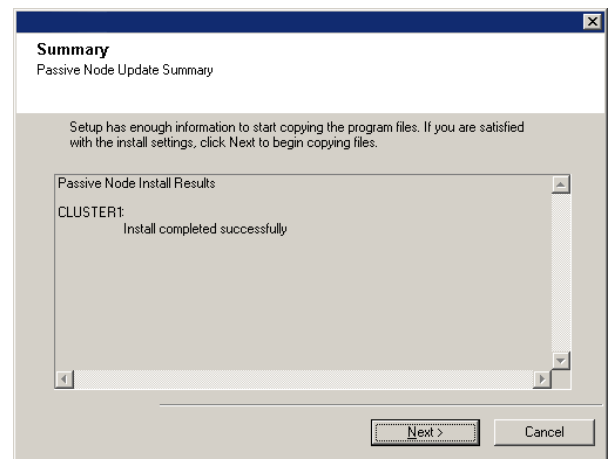 Summary
Passive Node Update Summary
Setup has enough information to start copying the program files. If you are satisfied
with the install settings, click Next to begin copying files.
Passive Node Install Results
CLUSTER1:
Install completed successfully
Next >
Cancel